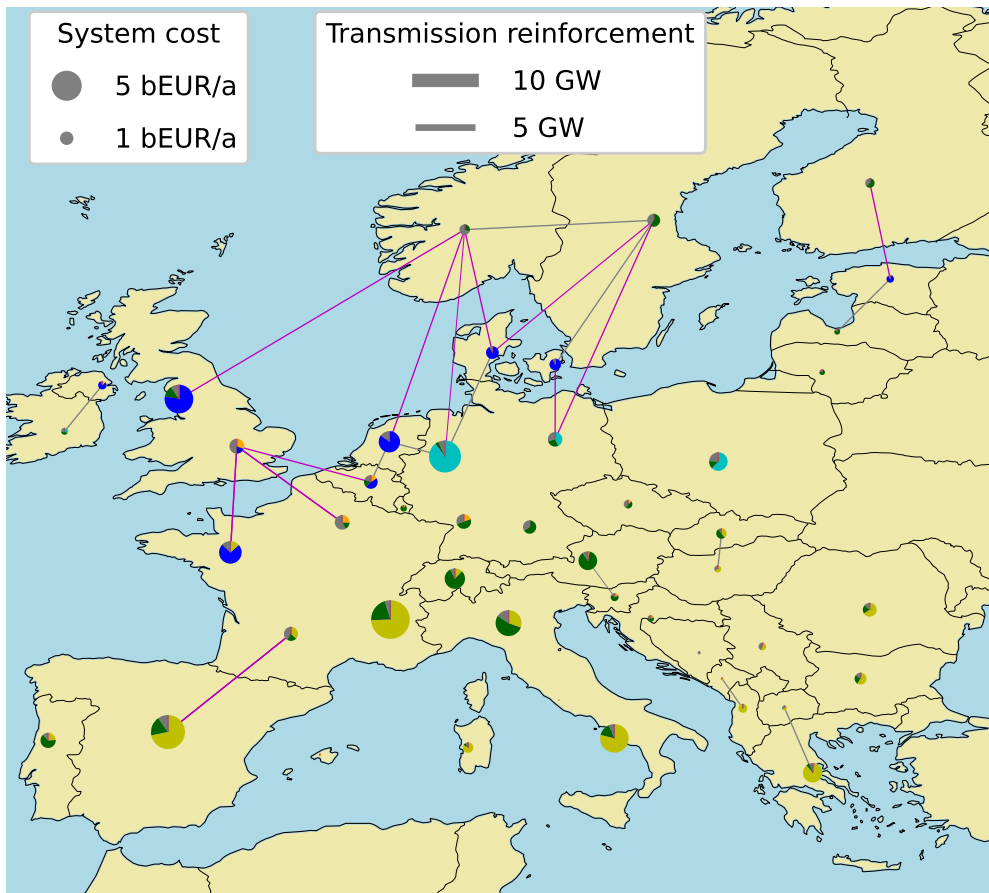 System cost
5 bEUR/a
1 bEUR/a
Transmission reinforcement
10 GW
5 GW